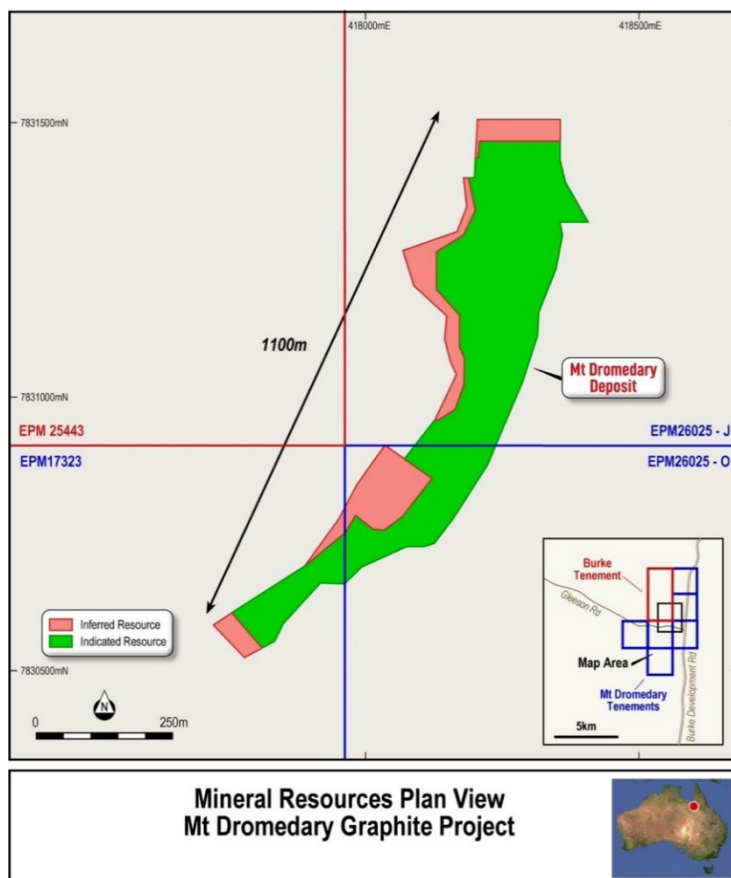 418000mE
418500mE
7831500mN
1100m
Mt Dromedary
Deposit
7831000mN
EPM 25443
EPM26025 - J
EPM17323
EPM26025 - O
Burke
Tenement
Gleeson Rd
Map Area
Mt Dromedary
Tenements
Burke Development Rd
5km
Inferred Resource
Indicated Resource
7830500mN
N
0
250m
Mineral Resources Plan View
Mt Dromedary Graphite Project